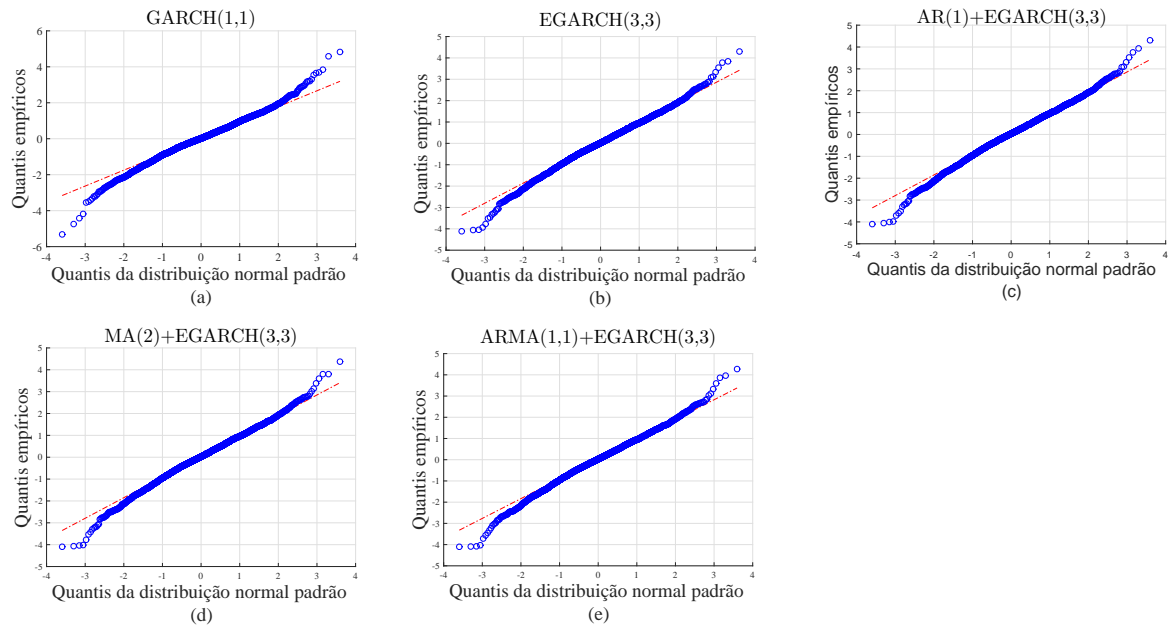 GARCH(1,1)
6
4
2
0
-2
-4
-6
Quantis empíricos
-4 -3 -2 -1 0 1 2 3 4
Quantis da distribuição normal padrão
(a)
EGARCH(3,3)
5
4
3
2
1
0
-1
-2
-3
-4
-5
Quantis empíricos
-4 -3 -2 -1 0 1 2 3 4
Quantis da distribuição normal padrão
(b)
AR(1)+EGARCH(3,3)
5
4
3
2
1
0
-1
-2
-3
-4
-5
Quantis empíricos
-4 -3 -2 -1 0 1 2 3 4
Quantis da distribuição normal padrão
(c)
MA(2)+EGARCH(3,3)
5
4
3
2
1
0
-1
-2
-3
-4
-5
Quantis empíricos
-4 -3 -2 -1 0 1 2 3 4
Quantis da distribuição normal padrão
(d)
ARMA(1,1)+EGARCH(3,3)
5
4
3
2
1
0
-1
-2
-3
-4
-5
Quantis empíricos
-4 -3 -2 -1 0 1 2 3 4
Quantis da distribuição normal padrão
(e)